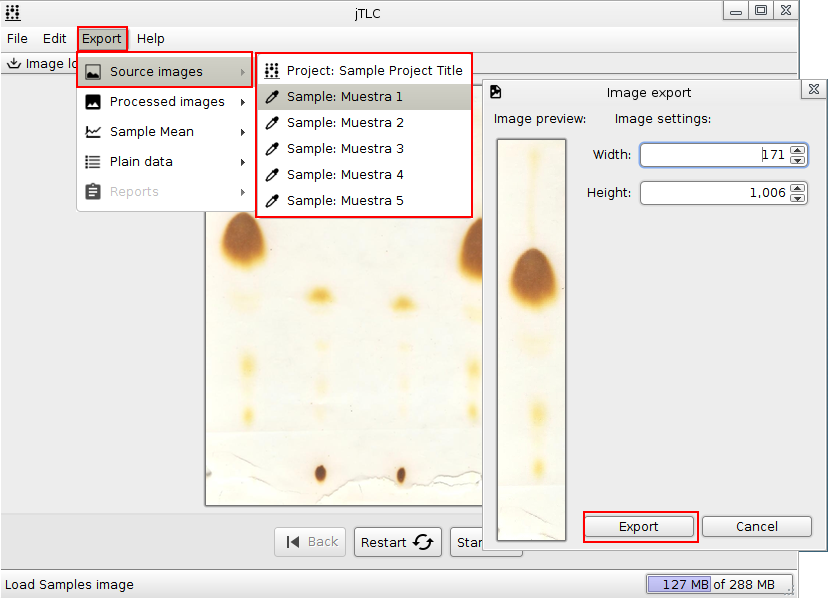 jTLC
File Edit Export Help
Image
Source images
Processed images
Sample Mean
Plain data
Reports
Project: Sample Project Title
Sample: Muestra 1
Sample: Muestra 2
Sample: Muestra 3
Sample: Muestra 4
Sample: Muestra 5
Image export
Image preview: Image settings:
Width: 171
Height: 1,006
Export Cancel
Back Restart
Load Samples image 127 MB of 288 MB